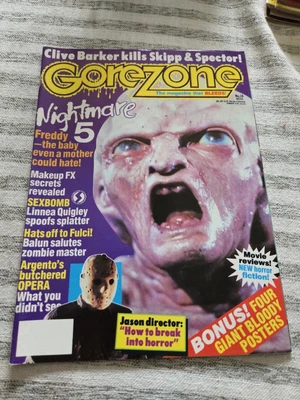 Clive Barker kills Skipp & Spector!
GoreZone
The magazine that BLEEDS!
Nightmare
5
Freddy
—the baby
even a mother
could hate!
Makeup FX
secrets
revealed
SEXBOMB
Linnea Quigley
spoofs splatter
Hats off to Fulci!
Balun salutes
zombie master
Argento's
butchered
OPERA
What you
didn't see
Movie
reviews!
NEW horror
fiction!
Jason director:
"How to break
into horror"
BONUS! FOUR
GIANT BLOODY
POSTERS